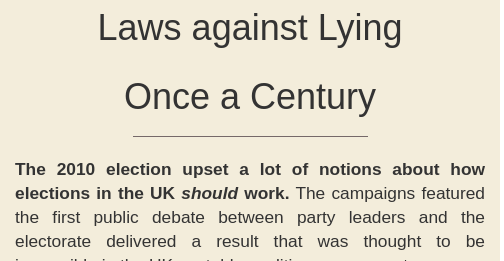 Laws against Lying
Once a Century
The 2010 election upset a lot of notions about how
elections in the UK should work. The campaigns featured
the first public debate between party leaders and the
electorate delivered a result that was thought to be